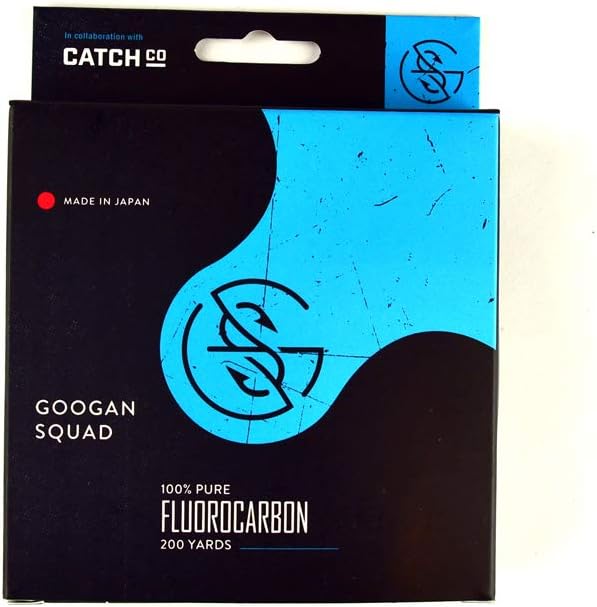 In collaboration with
CATCH CO
MADE IN JAPAN
GOOGAN
SQUAD
100% PURE
FLUOROCARBON
200 YARDS